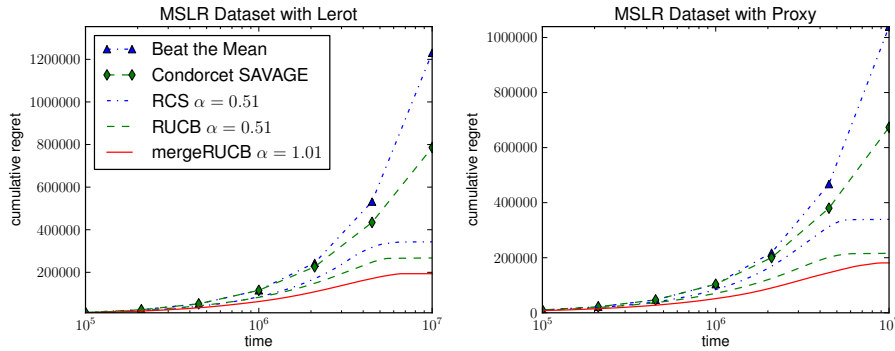 MSLR Dataset with Lerot
cumulative regret
1200000
1000000
800000
600000
400000
200000
Beat the Mean
Condorcet SAVAGE
RCS α = 0.51
RUCB α = 0.51
mergeRUCB α = 1.01
10^5
10^6
10^7
time
MSLR Dataset with Proxy
cumulative regret
1000000
800000
600000
400000
200000
0
10^5
10^6
10^7
time